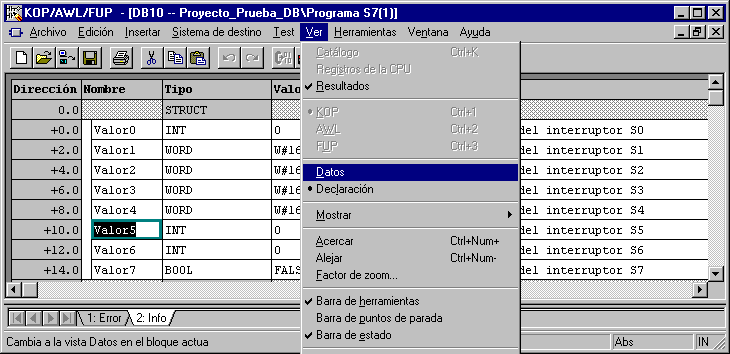 KOP/AWL/FUP - [DB10 -- Proyecto_Prueba_DB\Programa S7(1)]
Archivo Edición Insertar Sistema de destino Test Ver Herramientas Ventana Ayuda
Catálogo Ctrl+K
Registros de la CPU
Resultados
KOP Ctrl+1
AWL Ctrl+2
FUP Ctrl+3
Datos
Declaración
Mostrar
Acercar Ctrl+Num+
Alejar Ctrl+Num-
Factor de zoom...
Barra de herramientas
Barra de puntos de parada
Barra de estado
Dirección Nombre Tipo Valo
0.0 STRUCT
+0.0 Valor0 INT 0 del interruptor S0
+2.0 Valor1 WORD W#16 del interruptor S1
+4.0 Valor2 WORD W#16 del interruptor S2
+6.0 Valor3 WORD W#16 del interruptor S3
+8.0 Valor4 WORD W#16 del interruptor S4
+10.0 Valor5 INT 0 del interruptor S5
+12.0 Valor6 INT 0 del interruptor S6
+14.0 Valor7 BOOL FALS del interruptor S7
1: Error 2: Info
Cambia a la vista Datos en el bloque actua Abs IN